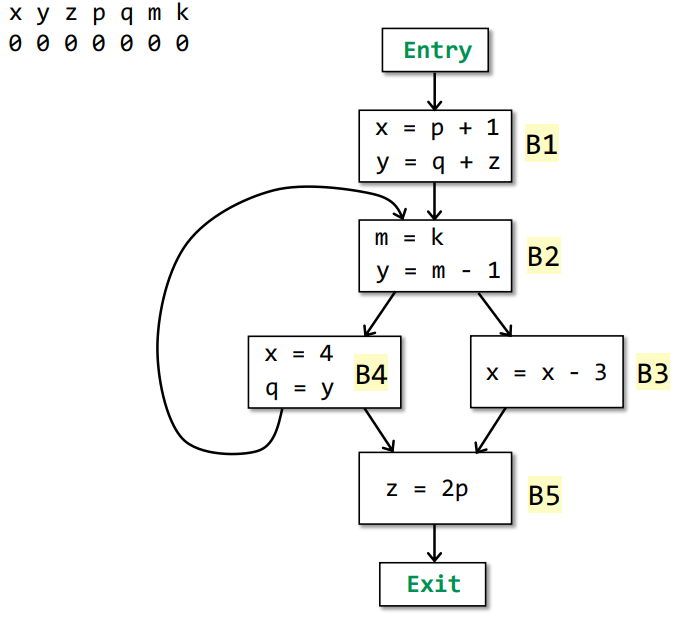 x y z p q m k
0 0 0 0 0 0 0
Entry
x = p + 1
y = q + z
B1
m = k
y = m - 1
B2
x = 4
q = y
B4
x = x - 3
B3
z = 2p
B5
Exit